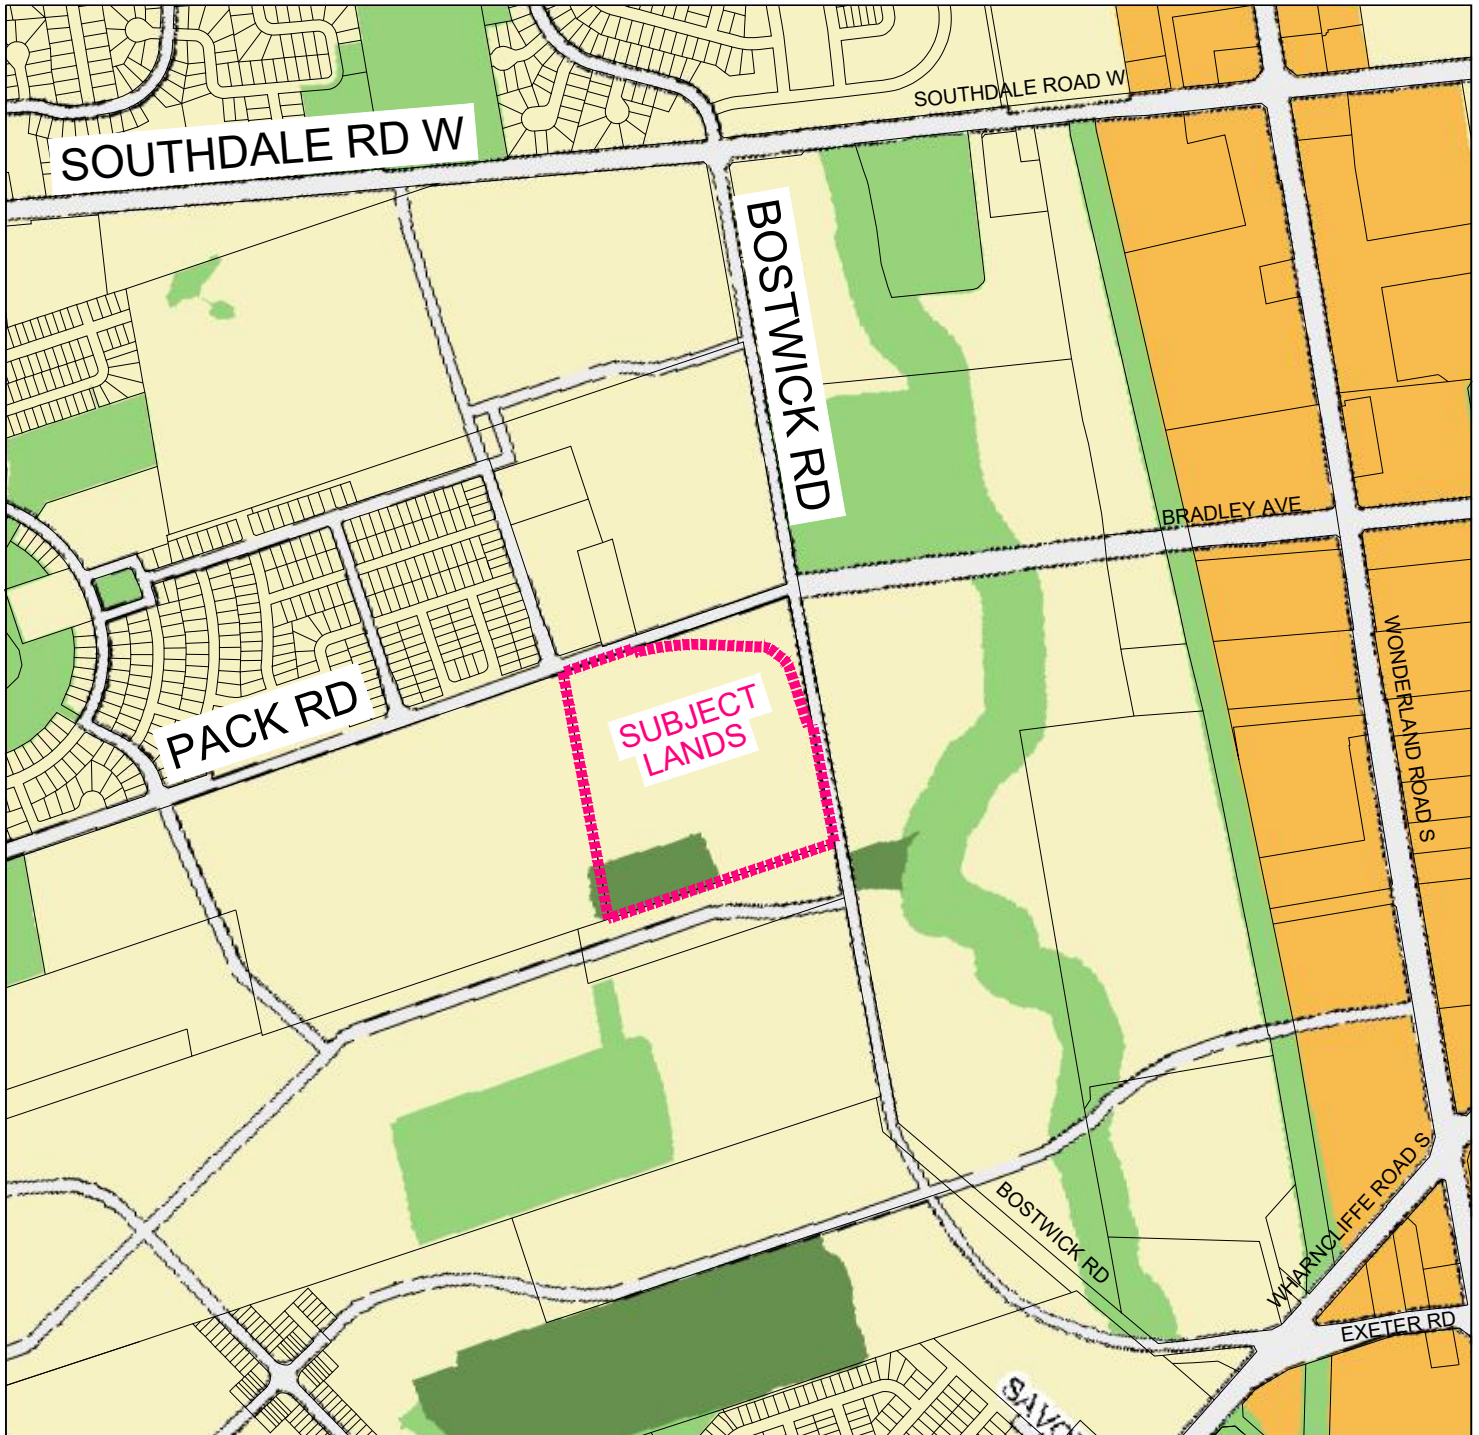 SOUTHDALE ROAD W
SOUTHDALE RD W
BOSTWICK RD
BRADLEY AVE
WONDERLAND ROAD S
PACK RD
SUBJECT
LANDS
BOSTWICK RD
WHARNCLIFFE ROAD S
EXETER RD